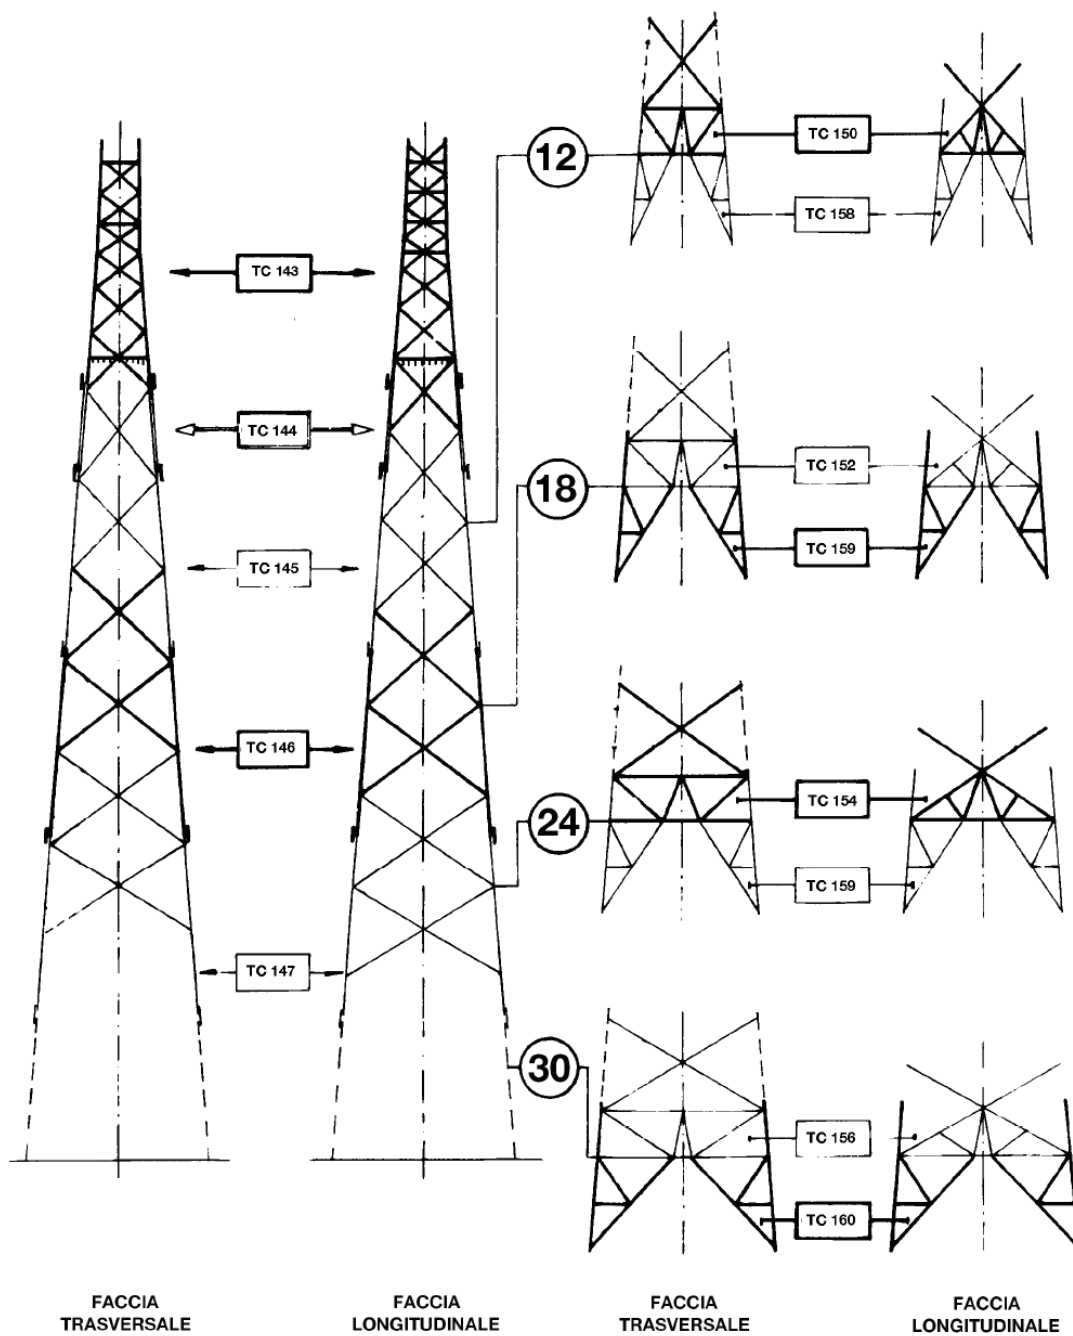 12
TC 150
TC 158
TC 143
TC 144
18
TC 152
TC 159
TC 145
TC 146
24
TC 154
TC 159
TC 147
30
TC 156
TC 160
FACCIA
TRASVERSALE
FACCIA
LONGITUDINALE
FACCIA
TRASVERSALE
FACCIA
LONGITUDINALE